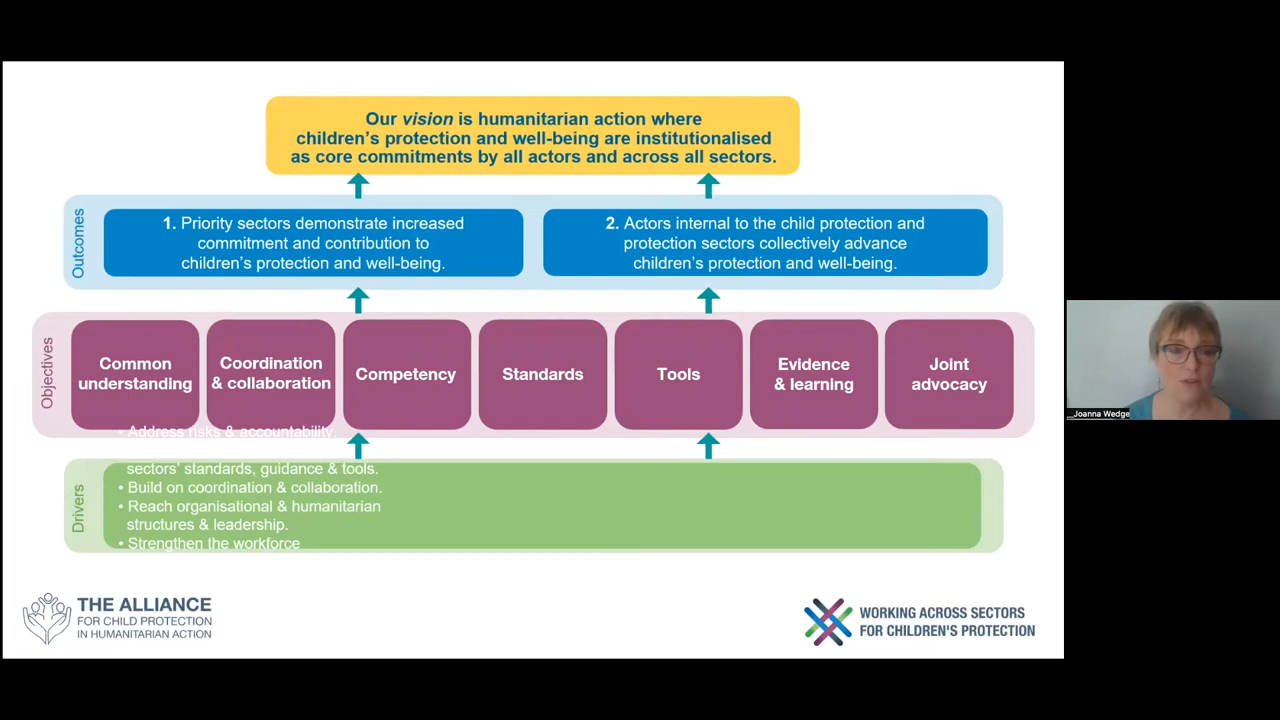 Our vision is humanitarian action where
children's protection and well-being are institutionalised
as core commitments by all actors and across all sectors.
Outcomes
1. Priority sectors demonstrate increased
commitment and contribution to
children's protection and well-being.
2. Actors internal to the child protection and
protection sectors collectively advance
children's protection and well-being.
Objectives
Common
understanding
Coordination
& collaboration
Competency
Standards
Tools
Evidence
& learning
Joint
advocacy
Drivers
• Address risks & accountability.
sectors' standards, guidance & tools.
• Build on coordination & collaboration.
• Reach organisational & humanitarian
structures & leadership.
• Strengthen the workforce
THE ALLIANCE
FOR CHILD PROTECTION
IN HUMANITARIAN ACTION
WORKING ACROSS SECTORS
FOR CHILDREN'S PROTECTION
Joanna Wedge